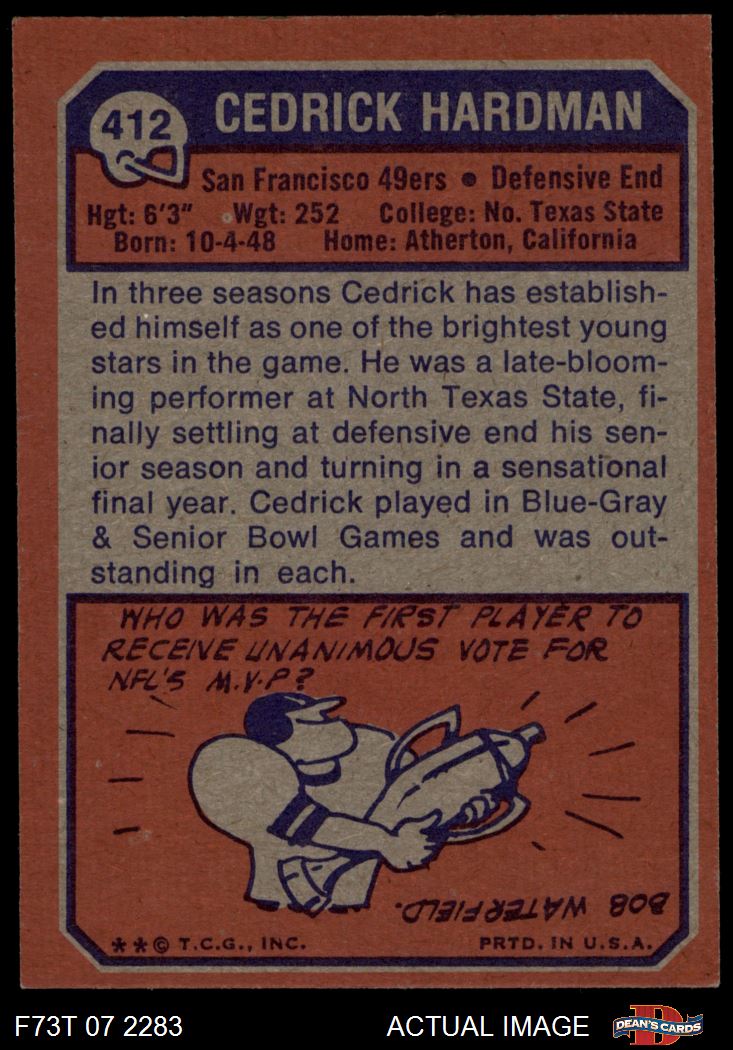 412
CEDRICK HARDMAN
San Francisco 49ers • Defensive End
Hgt: 6'3" Wgt: 252 College: No. Texas State
Born: 10-4-48 Home: Atherton, California
In three seasons Cedrick has establish-
ed himself as one of the brightest young
stars in the game. He was a late-bloom-
ing performer at North Texas State, fi-
nally settling at defensive end his sen-
ior season and turning in a sensational
final year. Cedrick played in Blue-Gray
& Senior Bowl Games and was out-
standing in each.
WHO WAS THE FIRST PLAYER TO
RECEIVE UNANIMOUS VOTE FOR
NFL'S M.V.P?
BOB WATERFIELD.
**© T.C.G., INC. PRTD. IN U.S.A.
F73T 07 2283 ACTUAL IMAGE
D
DEAN'S CARDS